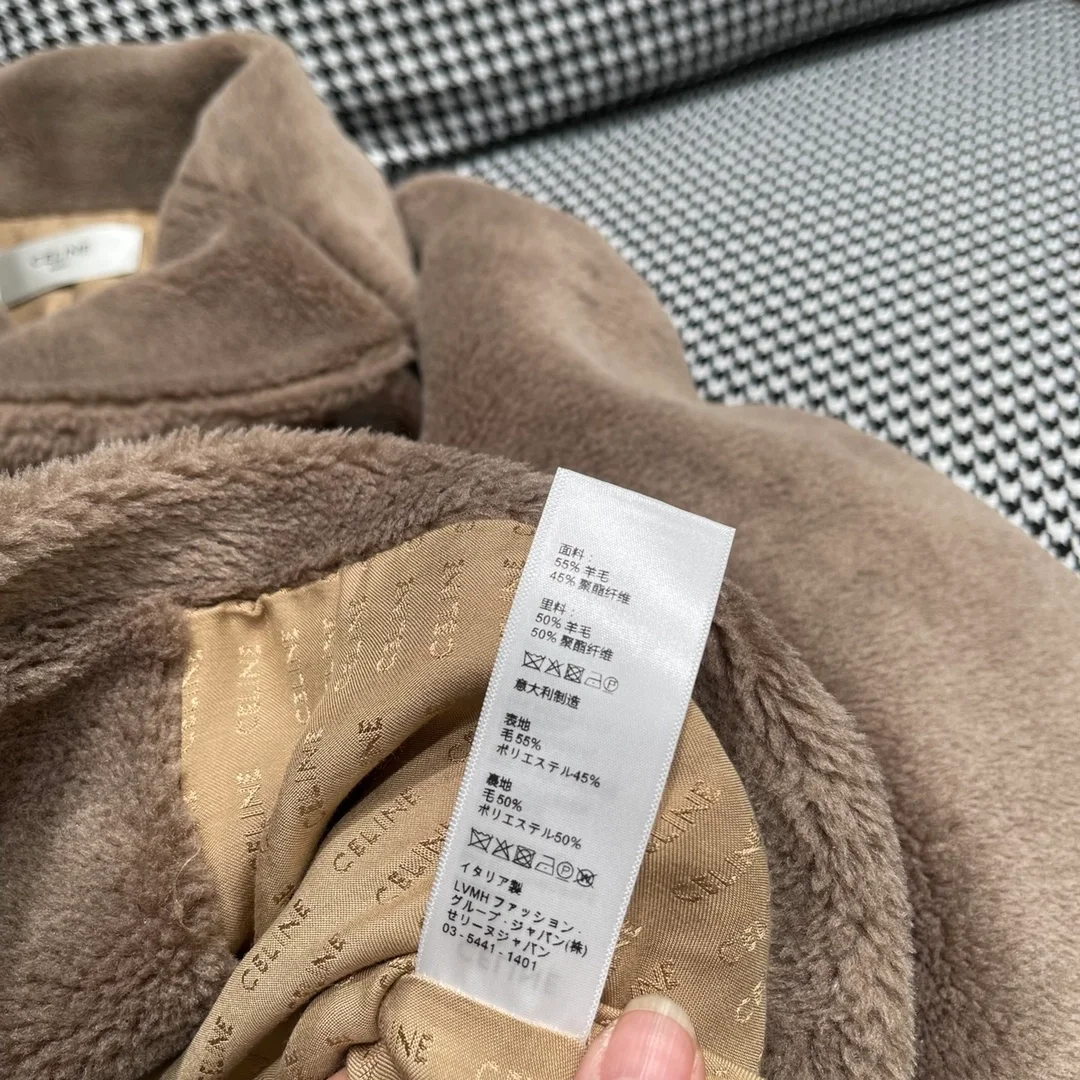 CELINE
面料：
55% 羊毛
45% 聚酯纤维
里料：
50% 羊毛
50% 聚酯纤维
意大利制造
表地
毛55%
ポリエステル45%
裏地
毛50%
ポリエステル50%
イタリア製
LVMH ファッション・
グループ・ジャパン(株)
セリーヌジャパン
03-5441-1401
CELINE
CELINE
CELINE
CELINE
CELINE
CELINE
CELINE